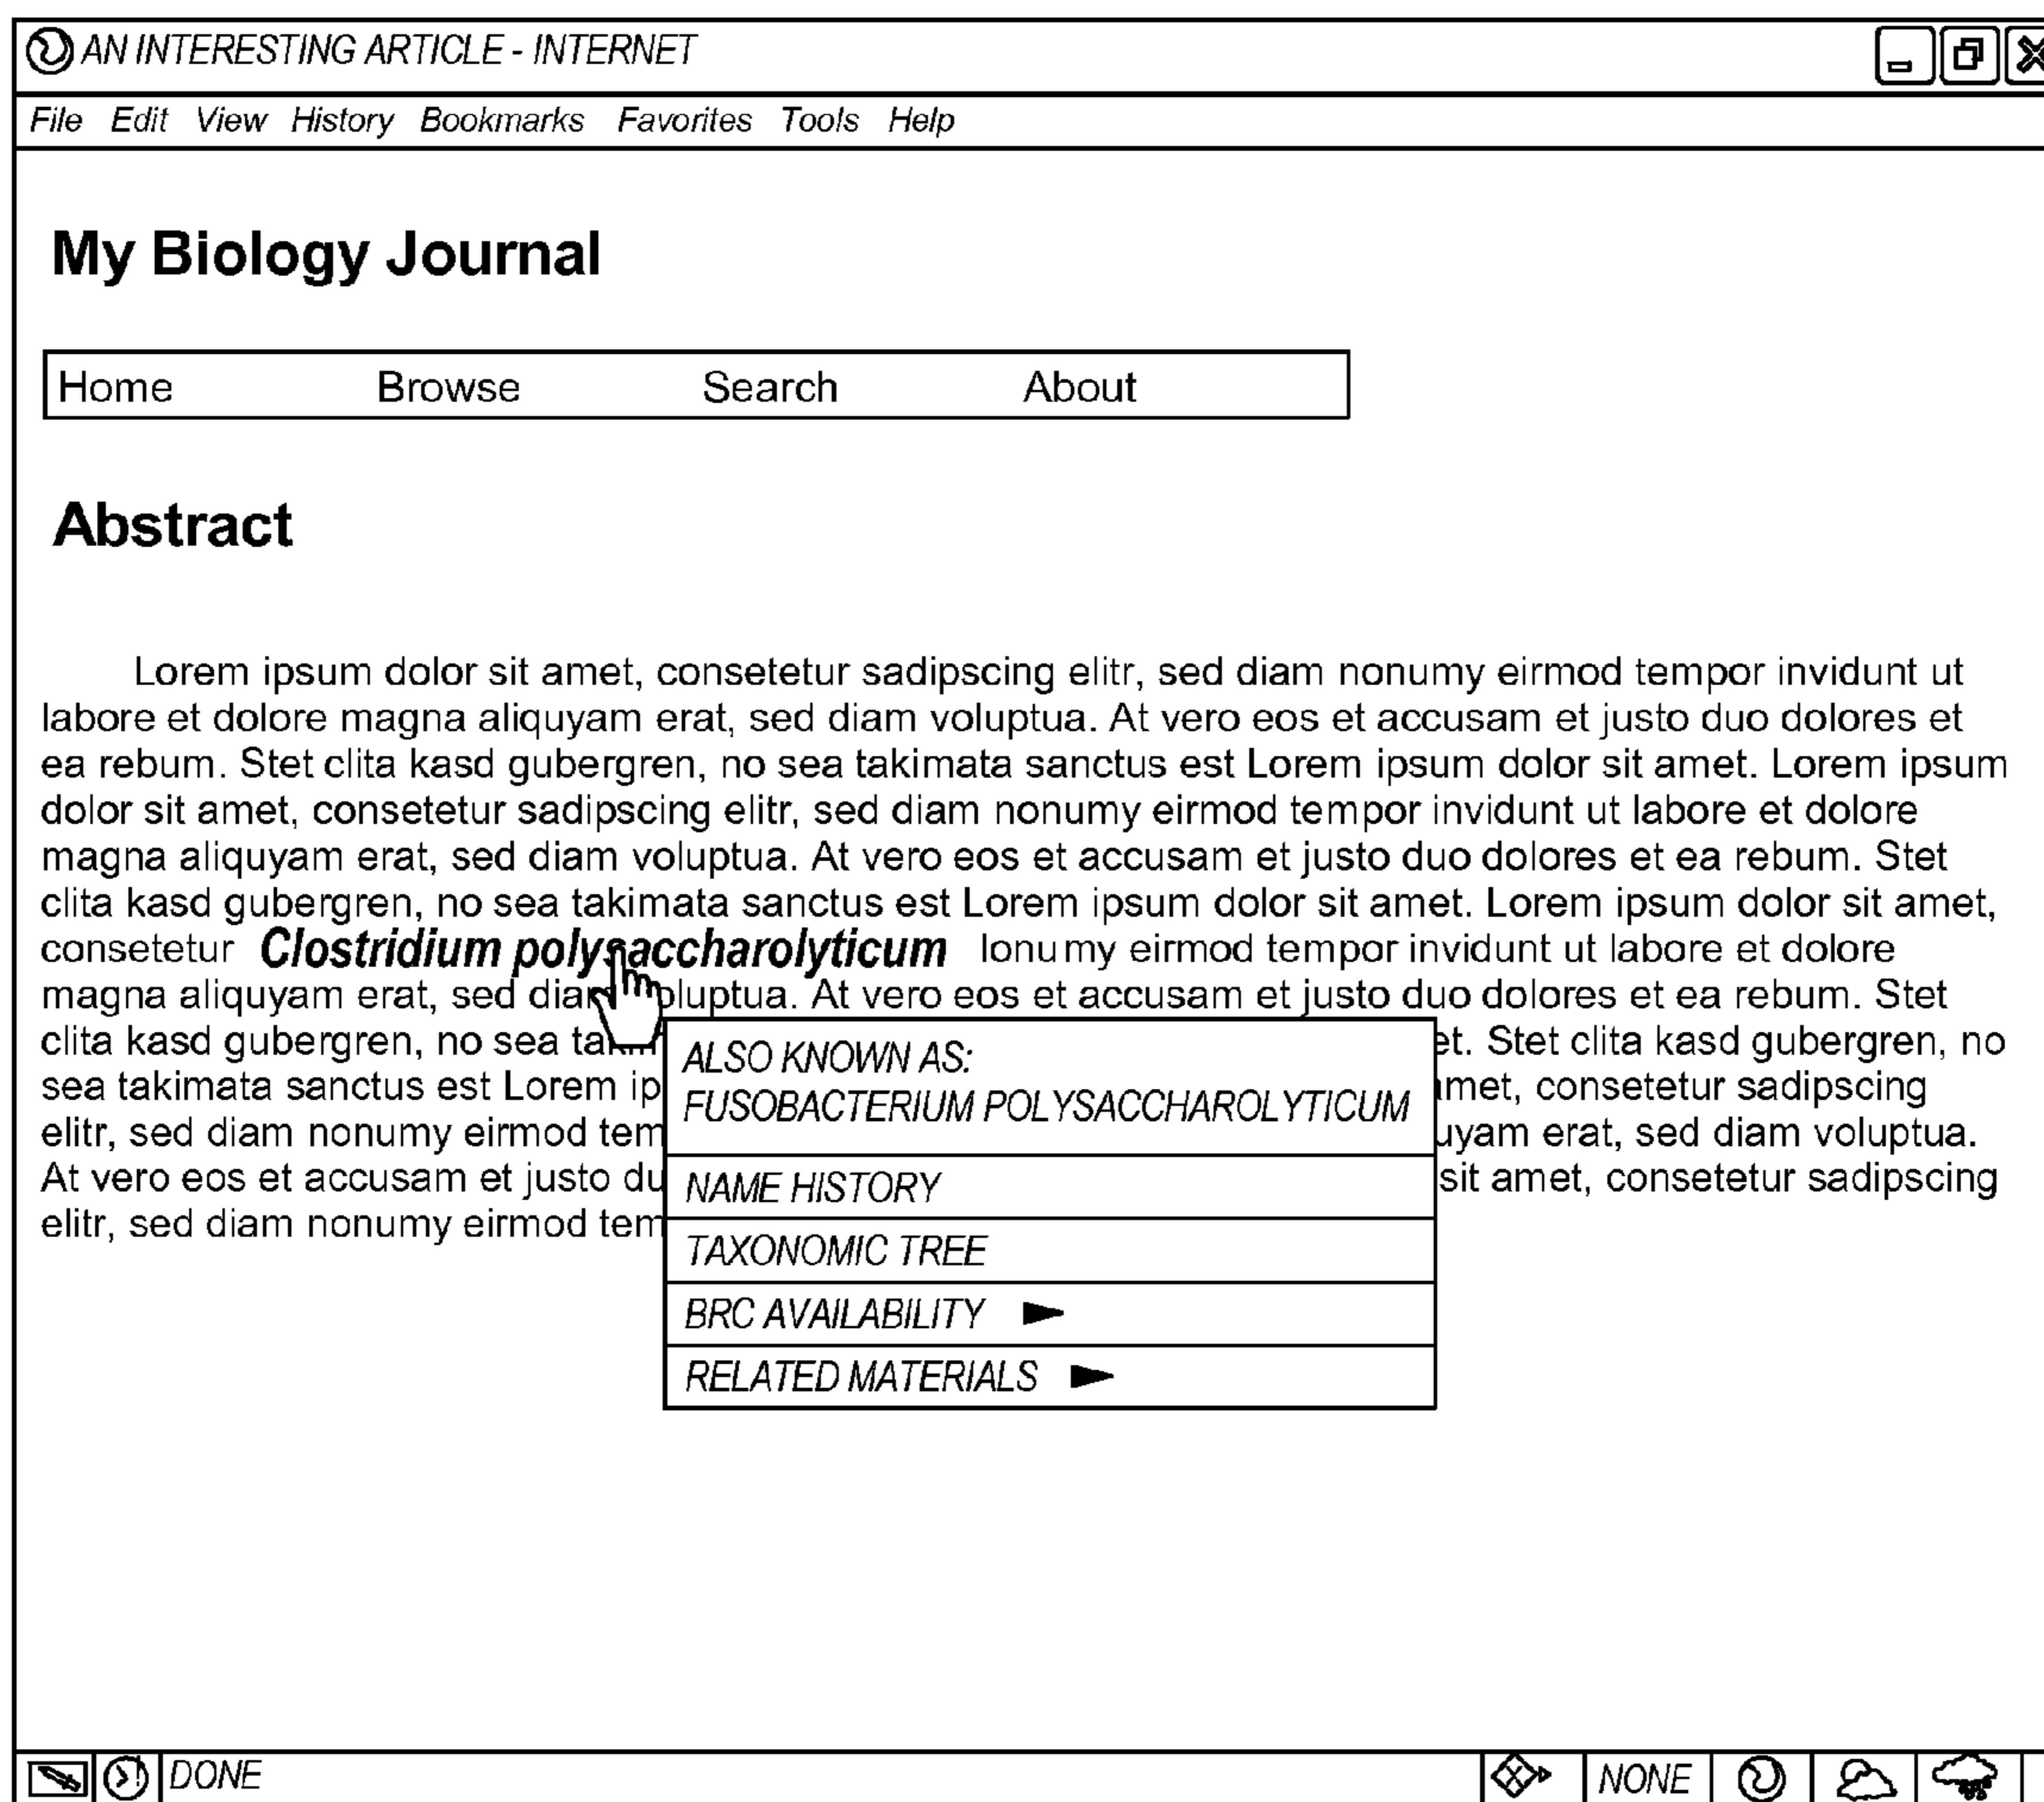 AN INTERESTING ARTICLE - INTERNET
File Edit View History Bookmarks Favorites Tools Help
My Biology Journal
Home Browse Search About
Abstract
Lorem ipsum dolor sit amet, consetetur sadipscing elitr, sed diam nonumy eirmod tempor invidunt ut
labore et dolore magna aliquyam erat, sed diam voluptua. At vero eos et accusam et justo duo dolores et
ea rebum. Stet clita kasd gubergren, no sea takimata sanctus est Lorem ipsum dolor sit amet. Lorem ipsum
dolor sit amet, consetetur sadipscing elitr, sed diam nonumy eirmod tempor invidunt ut labore et dolore
magna aliquyam erat, sed diam voluptua. At vero eos et accusam et justo duo dolores et ea rebum. Stet
clita kasd gubergren, no sea takimata sanctus est Lorem ipsum dolor sit amet. Lorem ipsum dolor sit amet,
consetetur Clostridium polysaccharolyticum lonumy eirmod tempor invidunt ut labore et dolore
magna aliquyam erat, sed diam voluptua. At vero eos et accusam et justo duo dolores et ea rebum. Stet
clita kasd gubergren, no sea et. Stet clita kasd gubergren, no
sea takimata sanctus est Lorem ip met, consetetur sadipscing
elitr, sed diam nonumy eirmod tem uyam erat, sed diam voluptua.
At vero eos et accusam et justo du sit amet, consetetur sadipscing
elitr, sed diam nonumy eirmod tem
ALSO KNOWN AS:
FUSOBACTERIUM POLYSACCHAROLYTICUM
NAME HISTORY
TAXONOMIC TREE
BRC AVAILABILITY
RELATED MATERIALS
DONE
NONE